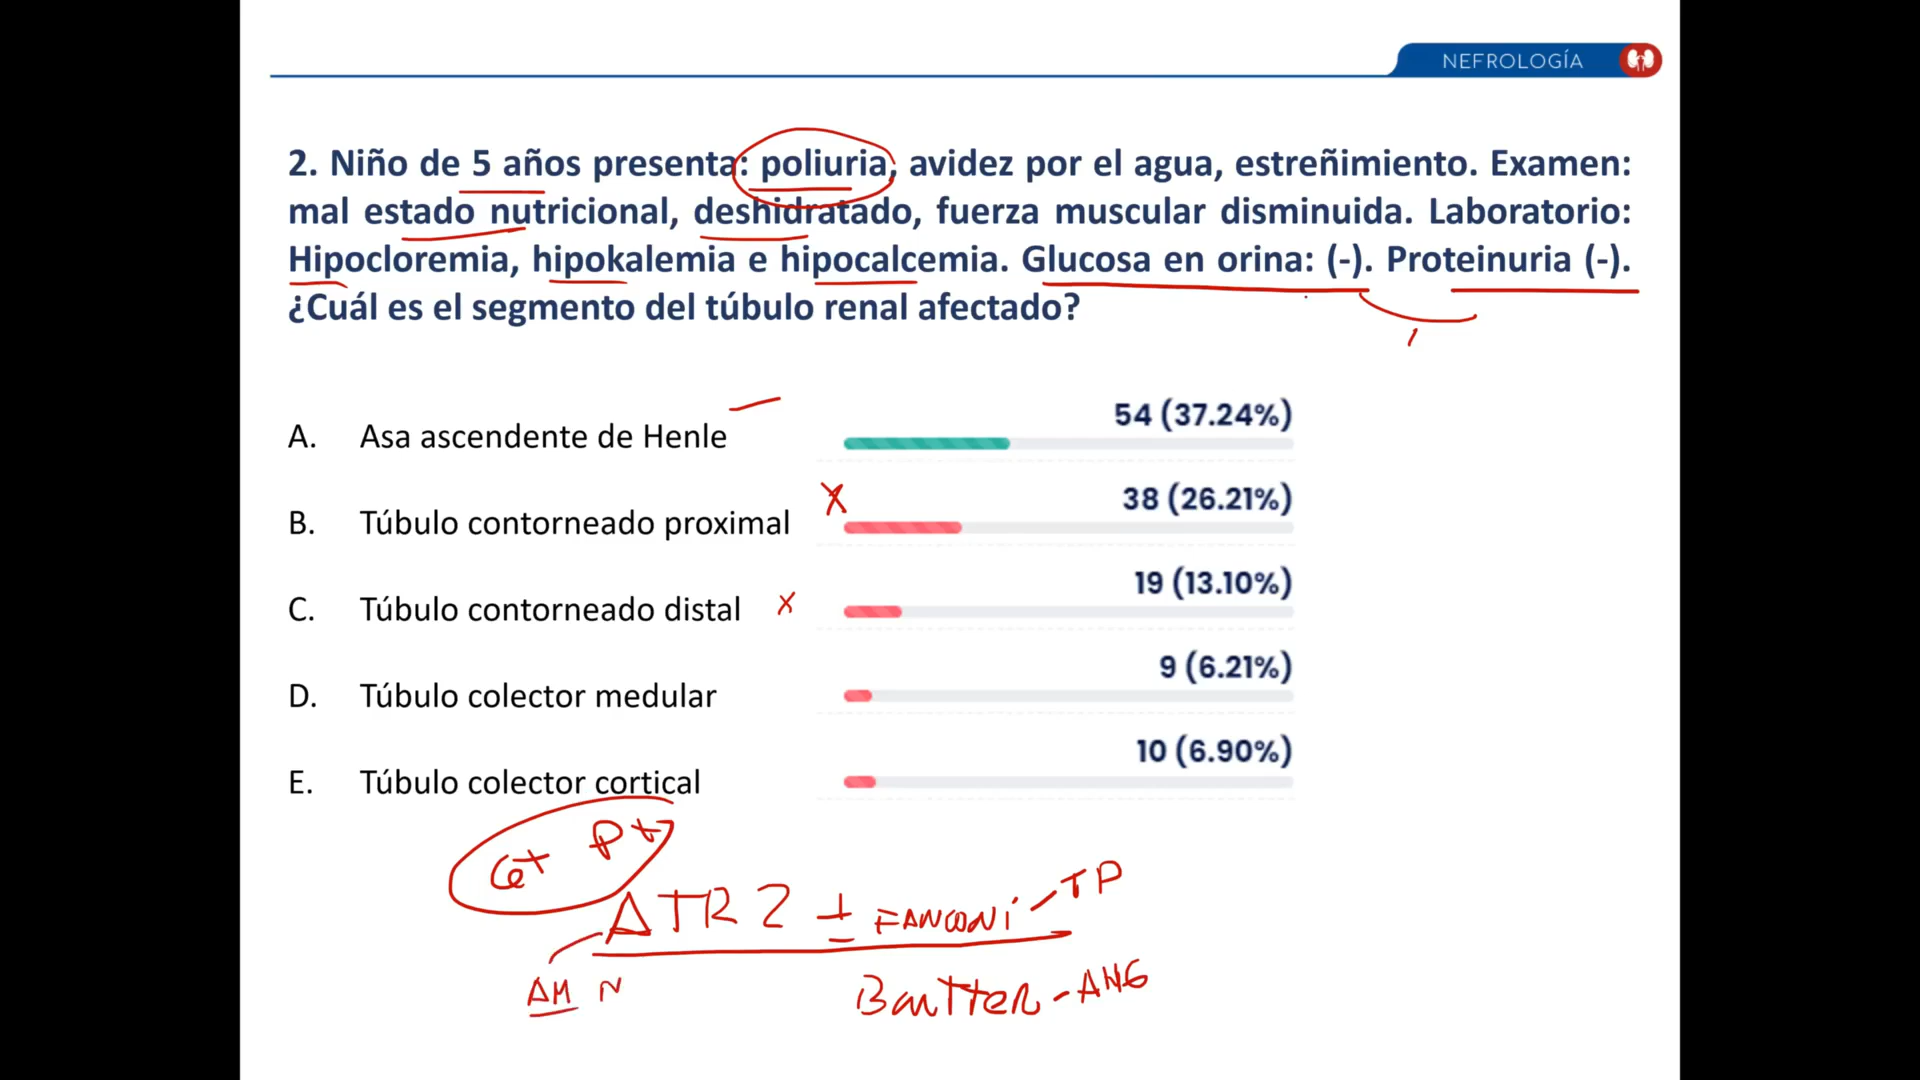 NEFROLOGÍA
2. Niño de 5 años presenta: poliuria, avidez por el agua, estreñimiento. Examen:
mal estado nutricional, deshidratado, fuerza muscular disminuida. Laboratorio:
Hipocloremia, hipokalemia e hipocalcemia. Glucosa en orina: (-). Proteinuria (-).
¿Cuál es el segmento del túbulo renal afectado?
A. Asa ascendente de Henle 54 (37.24%)
B. Túbulo contorneado proximal X 38 (26.21%)
C. Túbulo contorneado distal x 19 (13.10%)
D. Túbulo colector medular 9 (6.21%)
E. Túbulo colector cortical 10 (6.90%)
G+ P+
ATR 2 ± FANCONI - TP
AM N
Bartter - AHG